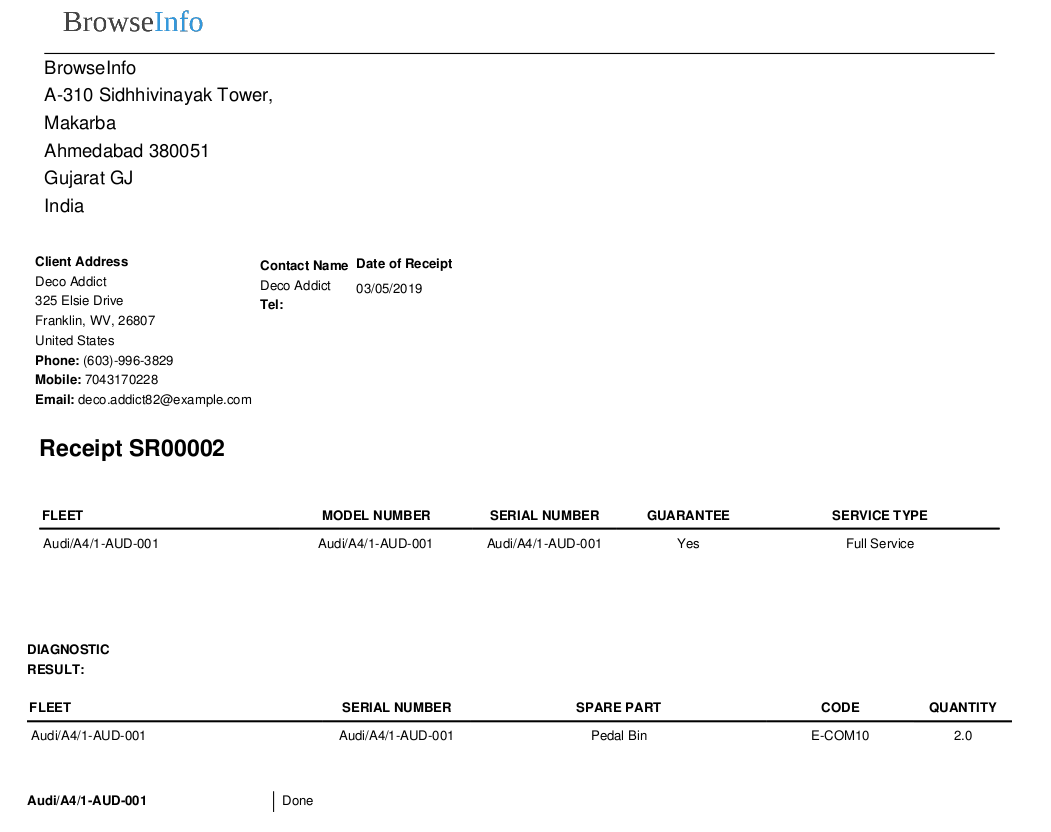 BrowseInfo
BrowseInfo
A-310 Sidhhivinayak Tower,
Makarba
Ahmedabad 380051
Gujarat GJ
India
Client Address
Deco Addict
325 Elsie Drive
Franklin, WV, 26807
United States
Phone: (603)-996-3829
Mobile: 7043170228
Email: deco.addict82@example.com
Contact Name
Deco Addict
Tel:
Date of Receipt
03/05/2019
Receipt SR00002
FLEET MODEL NUMBER SERIAL NUMBER GUARANTEE SERVICE TYPE
Audi/A4/1-AUD-001 Audi/A4/1-AUD-001 Audi/A4/1-AUD-001 Yes Full Service
DIAGNOSTIC
RESULT:
FLEET SERIAL NUMBER SPARE PART CODE QUANTITY
Audi/A4/1-AUD-001 Audi/A4/1-AUD-001 Pedal Bin E-COM10 2.0
Audi/A4/1-AUD-001 Done